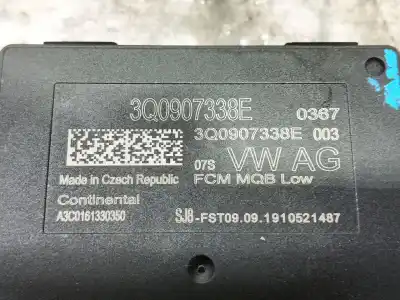 3Q0907338E 0367
3Q0907338E 003
07S VW AG
Made in Czech Republic FCM MQB Low
Continental
A3C0161330350 SJ8-FST09.09.1910521487